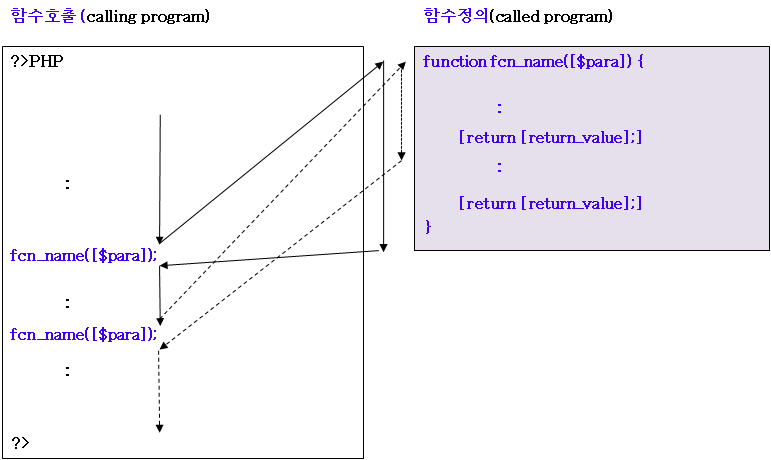 함수호출 (calling program)
?>PHP
:
fcn_name([$para]);
:
fcn_name([$para]);
:
?>
함수정의(called program)
function fcn_name([$para]) {
:
[return [return_value];]
:
[return [return_value];]
}